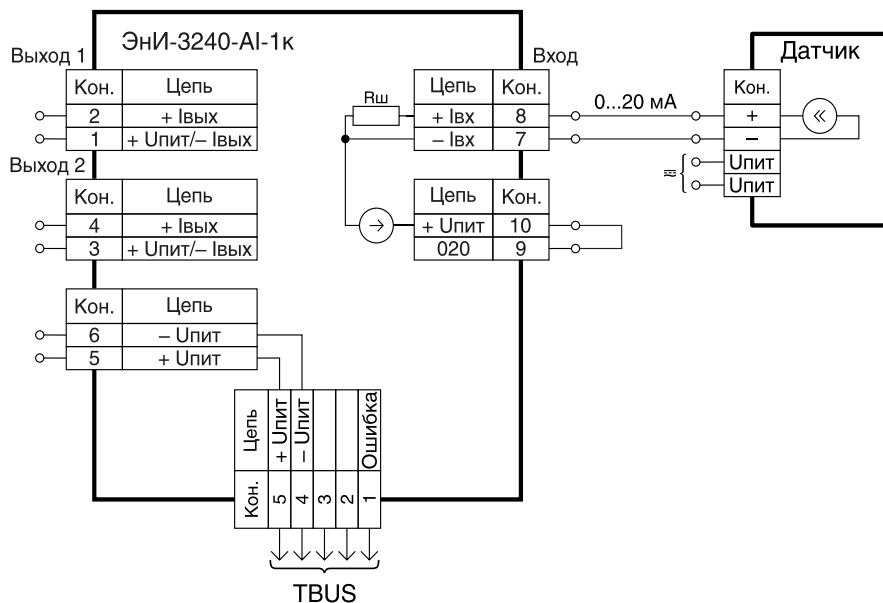 ЭнИ-3240-AI-1к
Выход 1
Кон. Цепь
2 + Iвых
1 + Uпит/– Iвых
Выход 2
Кон. Цепь
4 + Iвых
3 + Uпит/– Iвых
Кон. Цепь
6 – Uпит
5 + Uпит
Rш
Вход
Цепь Кон.
+ Iвх 8
– Iвх 7
Цепь Кон.
+ Uпит 10
020 9
0...20 мА
Датчик
Кон.
+
–
Uпит
Uпит
Цепь + Uпит – Uпит Ошибка
Кон. 5 4 3 2 1
TBUS